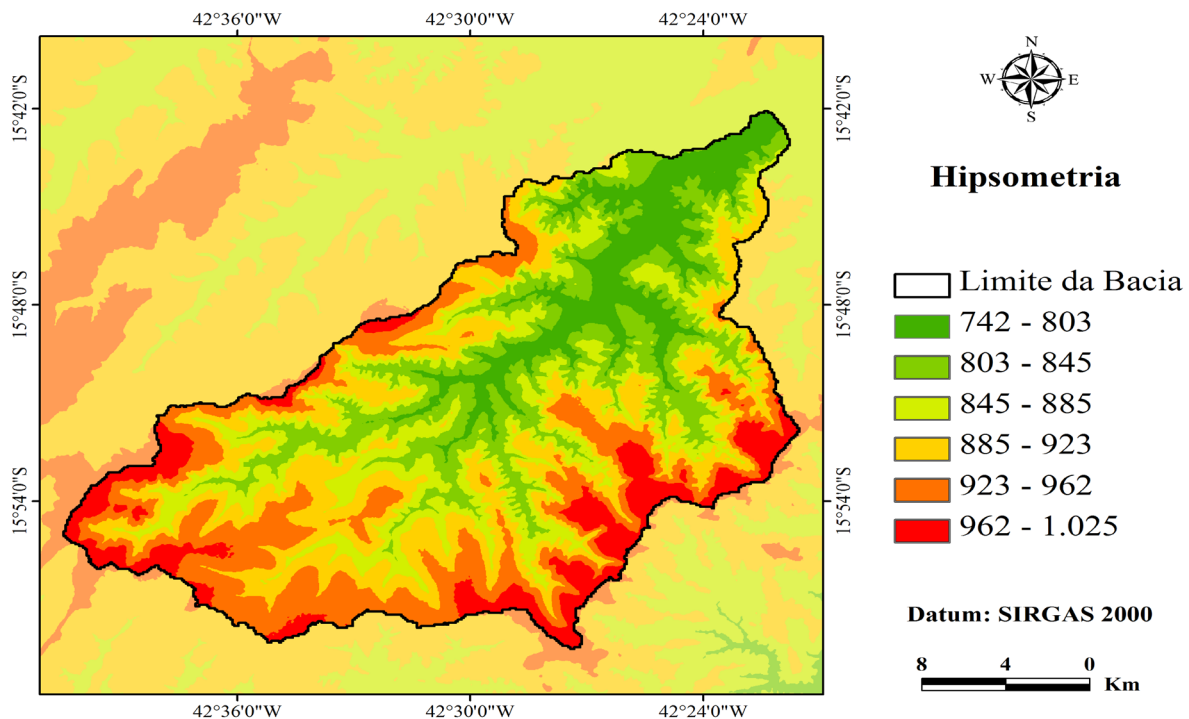 42°36'0"W
42°30'0"W
42°24'0"W
15°42'0"S
15°48'0"S
15°54'0"S
15°42'0"S
15°48'0"S
15°54'0"S
42°36'0"W
42°30'0"W
42°24'0"W
N
W
E
S
Hipsometria
Limite da Bacia
742 - 803
803 - 845
845 - 885
885 - 923
923 - 962
962 - 1.025
Datum: SIRGAS 2000
8 4 0
Km